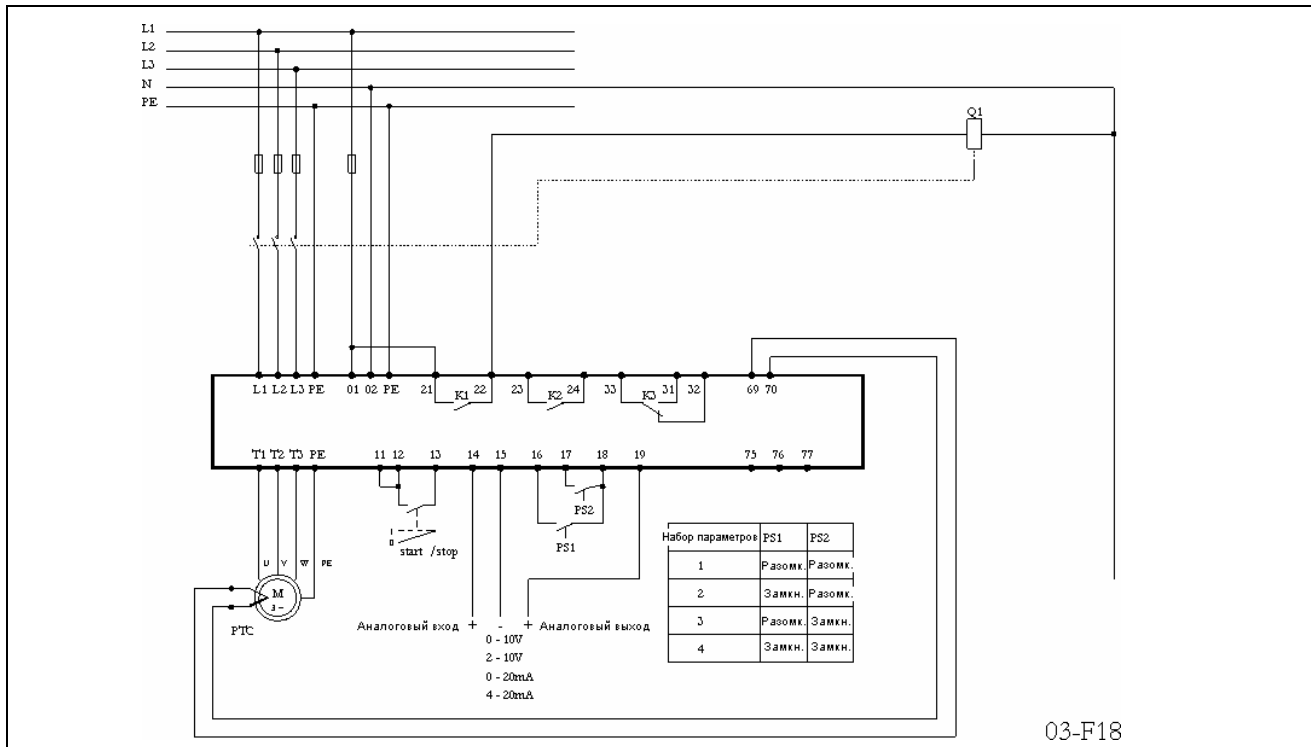 L1
L2
L3
N
PE
Q1
L1 L2 L3 PE 01 02 PE 21 22 23 24 33 31 32 69 70
K1 K2 K3
T1 T2 T3 PE 11 12 13 14 15 16 17 18 19 75 76 77
PS2
I
0
start /stop
PS1
U V W PE
M
3 ~
PTC
Аналоговый вход + - + Аналоговый выход
0 - 10V
2 - 10V
0 - 20mA
4 - 20mA
Набор параметров PS1 PS2
1 Разомк. Разомк.
2 Замкн. Разомк.
3 Разомк. Замкн.
4 Замкн. Замкн.
03-F18